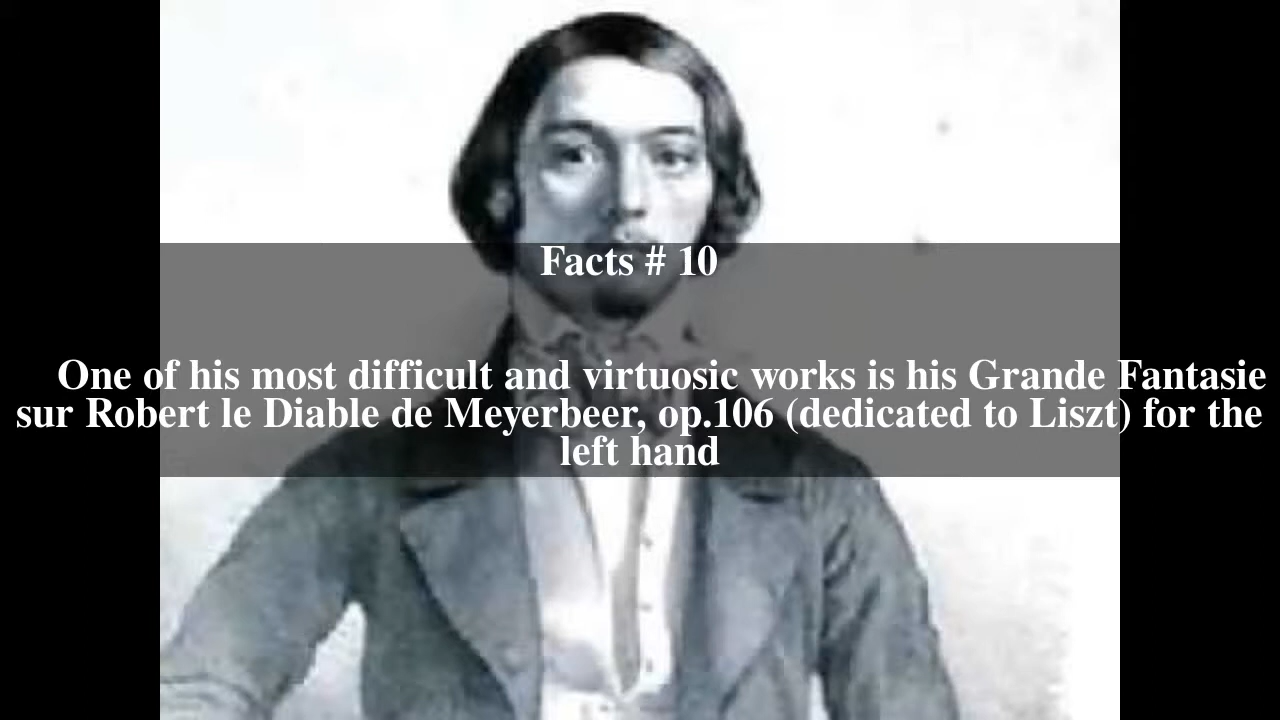 Facts # 10
One of his most difficult and virtuosic works is his Grande Fantasie
sur Robert le Diable de Meyerbeer, op.106 (dedicated to Liszt) for the
left hand